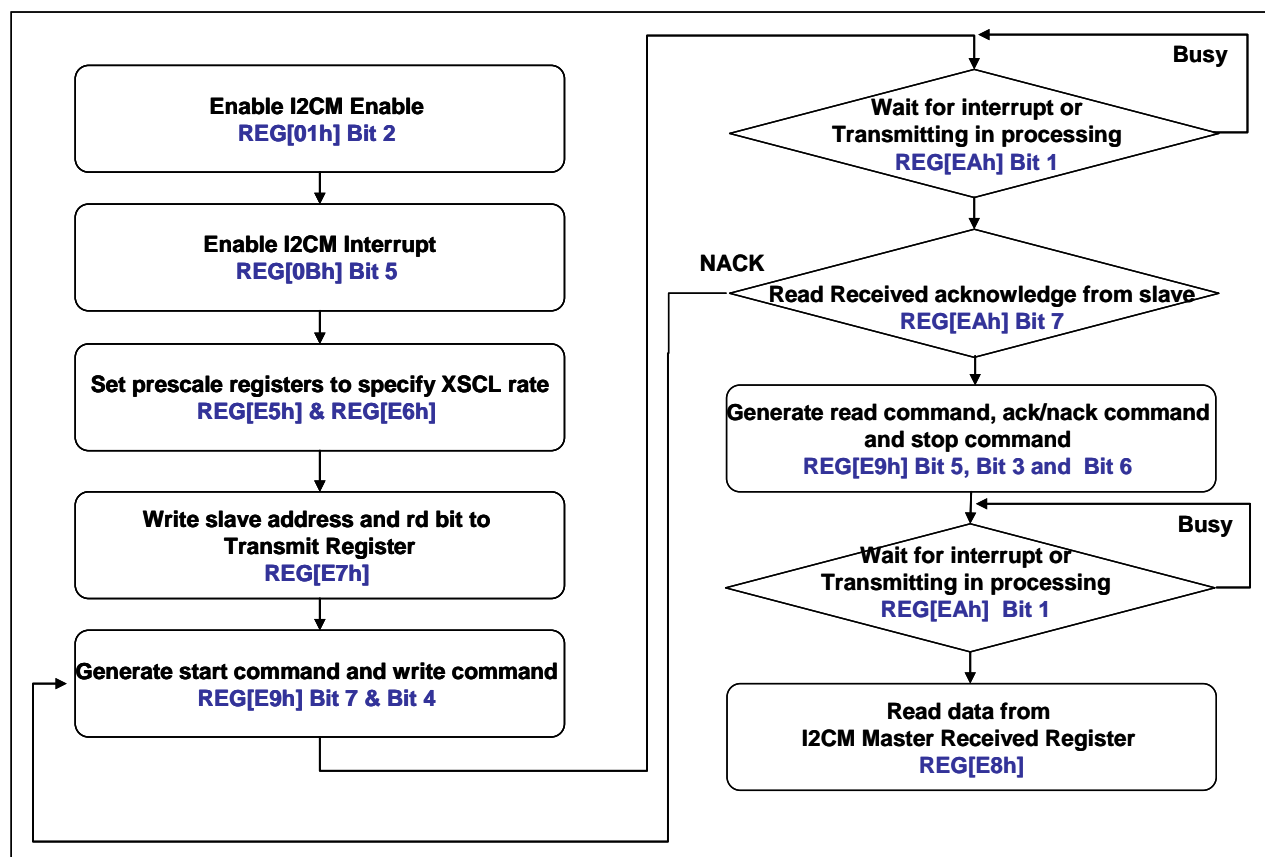 Enable I2CM Enable
REG[01h] Bit 2
Enable I2CM Interrupt
REG[0Bh] Bit 5
Set prescale registers to specify XSCL rate
REG[E5h] & REG[E6h]
Write slave address and rd bit to
Transmit Register
REG[E7h]
Generate start command and write command
REG[E9h] Bit 7 & Bit 4
Busy
Wait for interrupt or
Transmitting in processing
REG[EAh] Bit 1
NACK
Read Received acknowledge from slave
REG[EAh] Bit 7
Generate read command, ack/nack command
and stop command
REG[E9h] Bit 5, Bit 3 and Bit 6
Busy
Wait for interrupt or
Transmitting in processing
REG[EAh] Bit 1
Read data from
I2CM Master Received Register
REG[E8h]